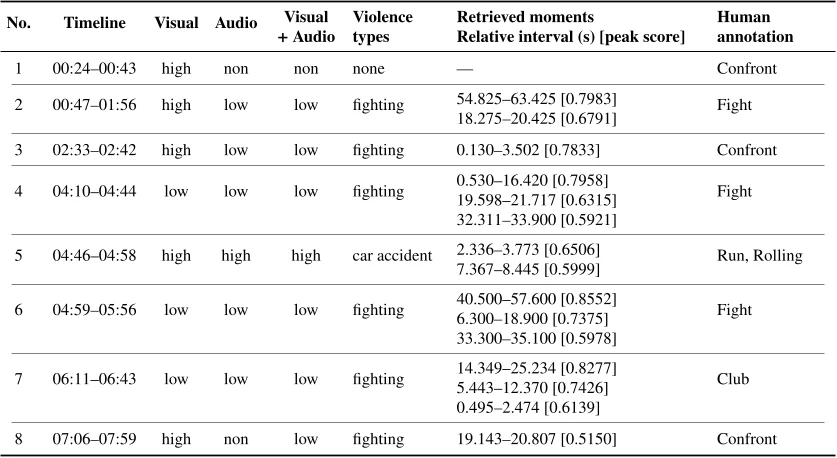 No. Timeline Visual Audio Visual + Audio Violence types Retrieved moments Relative interval (s) [peak score] Human annotation
1 00:24–00:43 high non non none — Confront
2 00:47–01:56 high low low fighting 54.825–63.425 [0.7983] Fight
18.275–20.425 [0.6791]
3 02:33–02:42 high low low fighting 0.130–3.502 [0.7833] Confront
4 04:10–04:44 low low low fighting 0.530–16.420 [0.7958] Fight
19.598–21.717 [0.6315]
32.311–33.900 [0.5921]
5 04:46–04:58 high high high car accident 2.336–3.773 [0.6506] Run, Rolling
7.367–8.445 [0.5999]
6 04:59–05:56 low low low fighting 40.500–57.600 [0.8552] Fight
6.300–18.900 [0.7375]
33.300–35.100 [0.5978]
7 06:11–06:43 low low low fighting 14.349–25.234 [0.8277] Club
5.443–12.370 [0.7426]
0.495–2.474 [0.6139]
8 07:06–07:59 high non low fighting 19.143–20.807 [0.5150] Confront